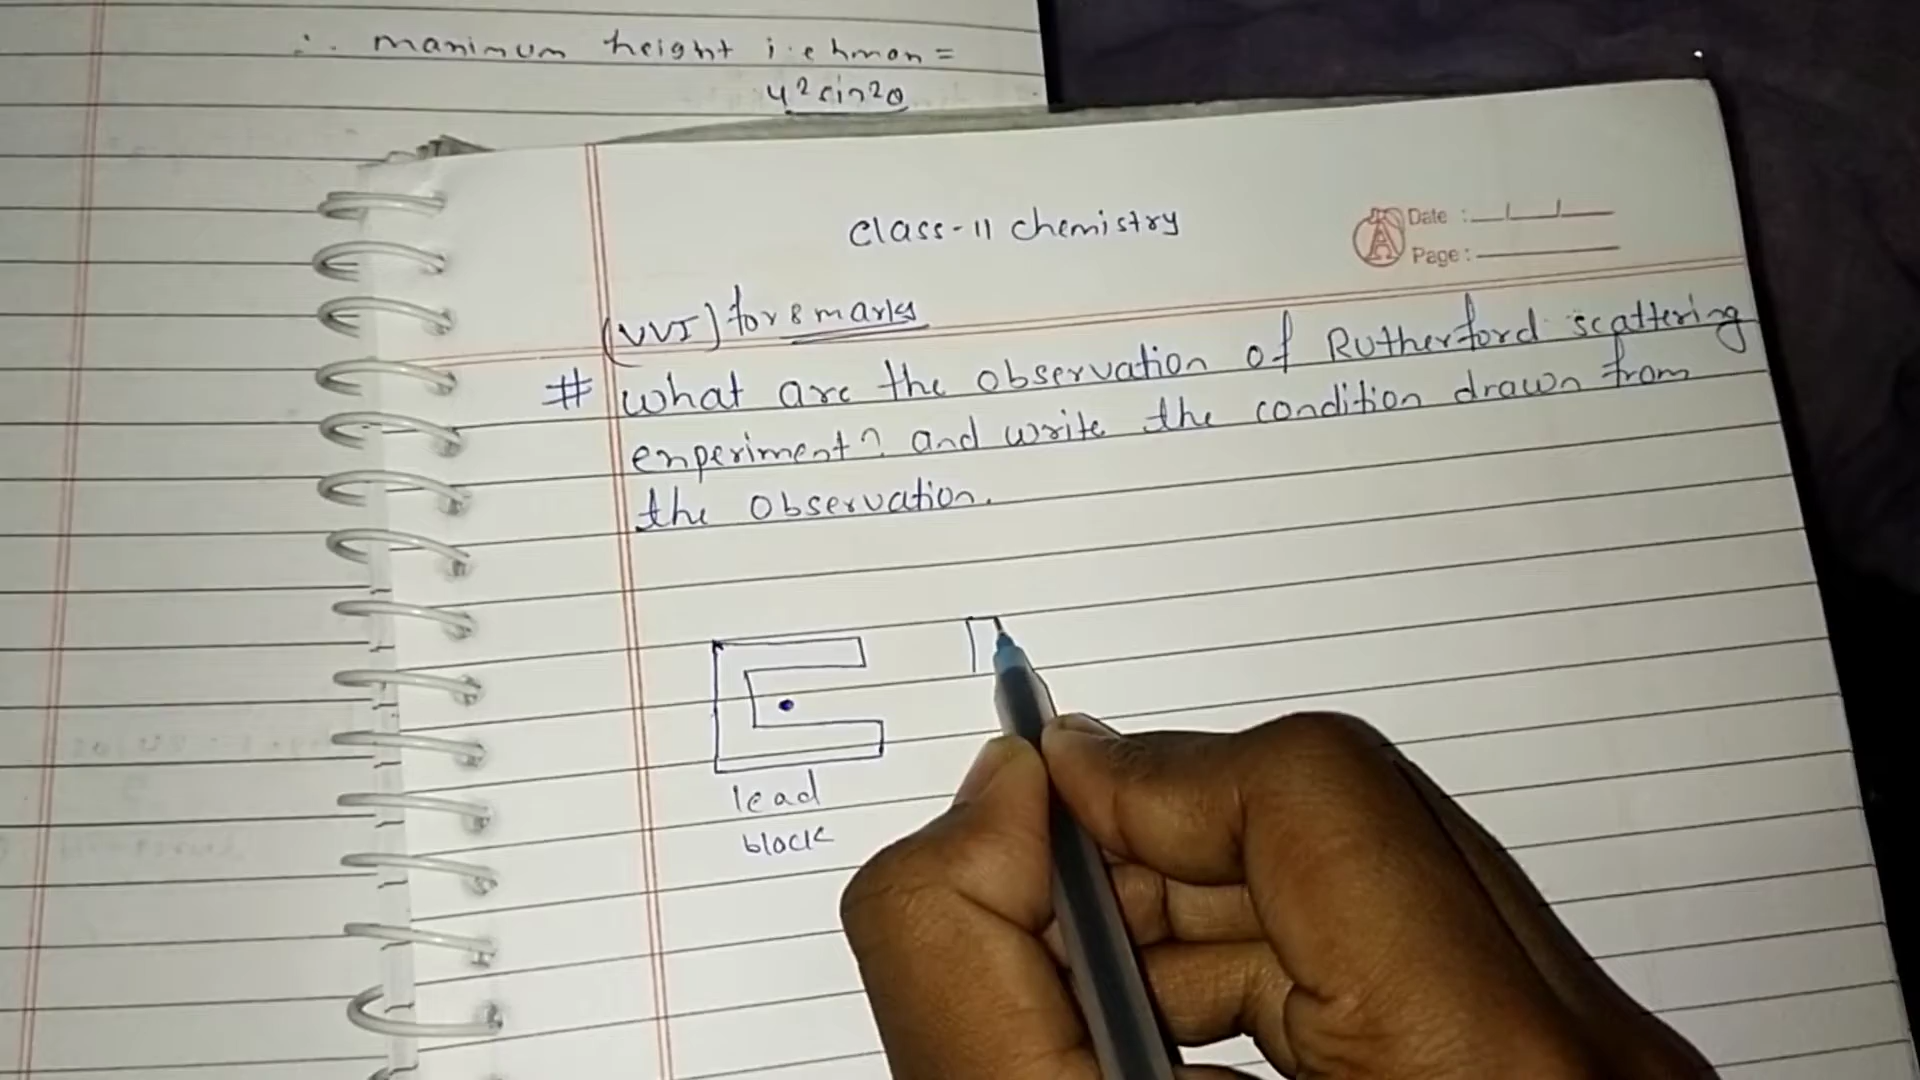 ∴ maximum height i.e hmax =
u²sin²θ
class-11 chemistry
Date :
Page :
(VVI) for 8 marks
# what are the observation of Rutherford scattering
experiment? and write the condition drawn from
the observation.
lead
block